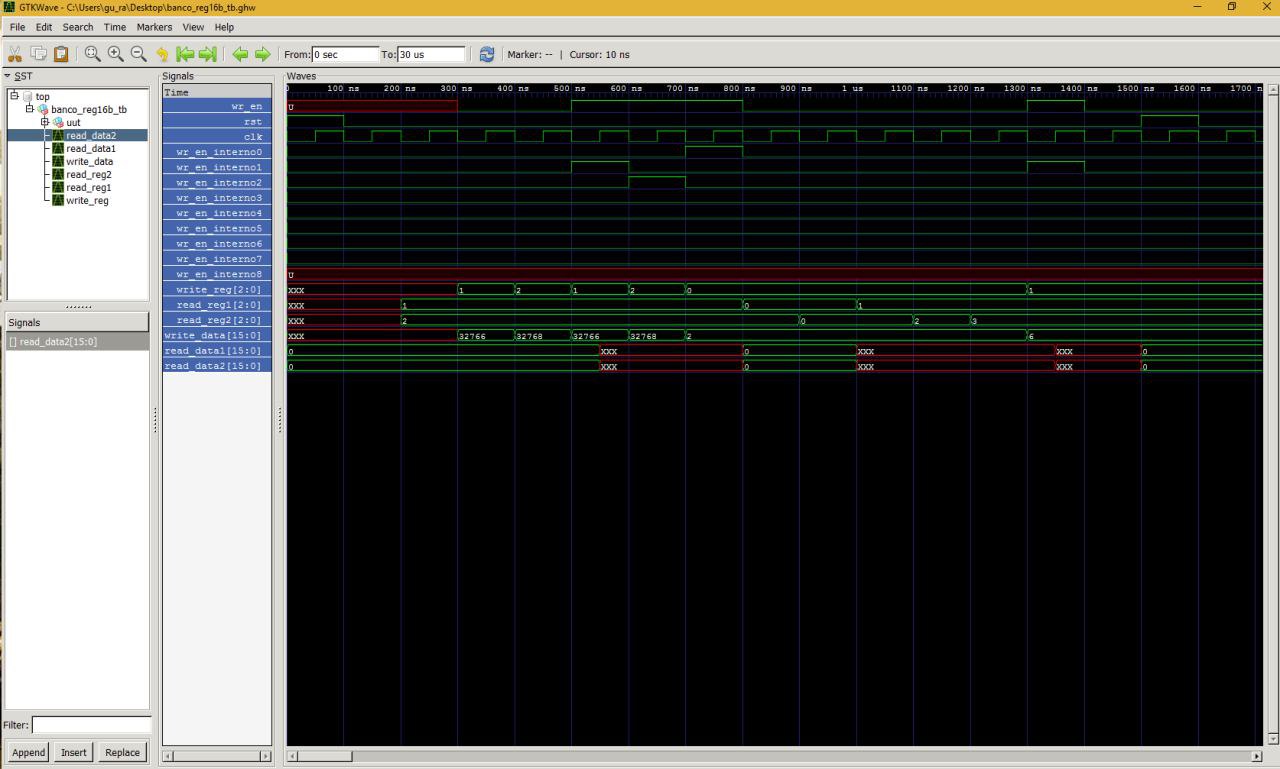 GTKWave - C:\Users\gu_ra\Desktop\banco_reg16b_tb.ghw
File Edit Search Time Markers View Help
From: 0 sec To: 30 us Marker: -- | Cursor: 10 ns
SST
top
banco_reg16b_tb
uut
read_data2
read_data1
write_data
read_reg2
read_reg1
write_reg
Signals
[] read_data2[15:0]
Filter:
Append Insert Replace
Signals
Time
wr_en
rst
clk
wr_en_interno0
wr_en_interno1
wr_en_interno2
wr_en_interno3
wr_en_interno4
wr_en_interno5
wr_en_interno6
wr_en_interno7
wr_en_interno8
write_reg[2:0]
read_reg1[2:0]
read_reg2[2:0]
write_data[15:0]
read_data1[15:0]
read_data2[15:0]
Waves
0 100 ns 200 ns 300 ns 400 ns 500 ns 600 ns 700 ns 800 ns 900 ns 1 us 1100 ns 1200 ns 1300 ns 1400 ns 1500 ns 1600 ns 1700 n
U
U
XXX 1 2 1 2 0 1
XXX 1 0 1
XXX 2 0 2 3
XXX 32766 32768 32766 32768 2 6
0 XXX 0 XXX XXX 0
0 XXX 0 XXX XXX 0